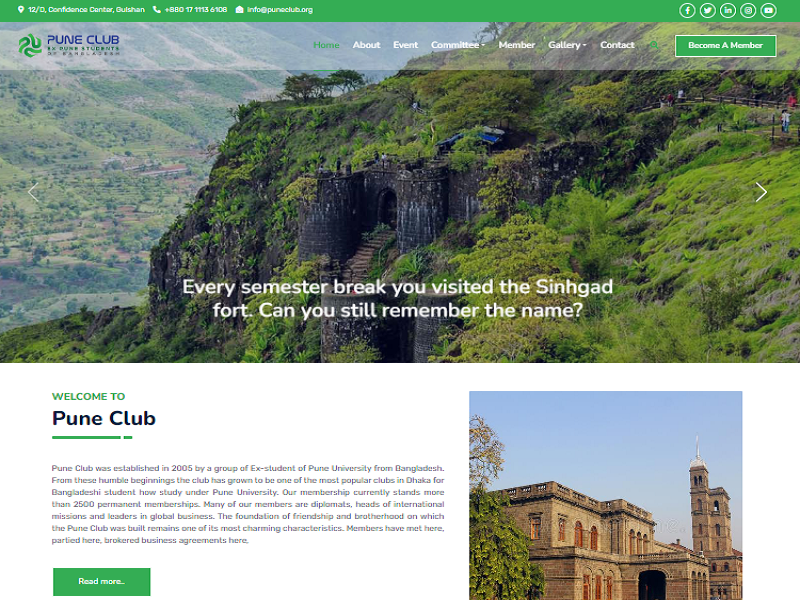 12/D, Confidence Center, Gulshan +880 17 1113 6108 info@puneclub.org
PUNE CLUB
EX PUNE STUDENTS
OF BANGLADESH
Home About Event Committee Member Gallery Contact Become A Member
Every semester break you visited the Sinhgad
fort. Can you still remember the name?
WELCOME TO
Pune Club
Pune Club was established in 2005 by a group of Ex-student of Pune University from Bangladesh.
From these humble beginnings the club has grown to be one of the most popular clubs in Dhaka for
Bangladeshi student how study under Pune University. Our membership currently stands more
than 2500 permanent memberships. Many of our members are diplomats, heads of international
missions and leaders in global business. The foundation of friendship and brotherhood on which
the Pune Club was built remains one of its most charming characteristics. Members have met here,
partied here, brokered business agreements here,
Read more..